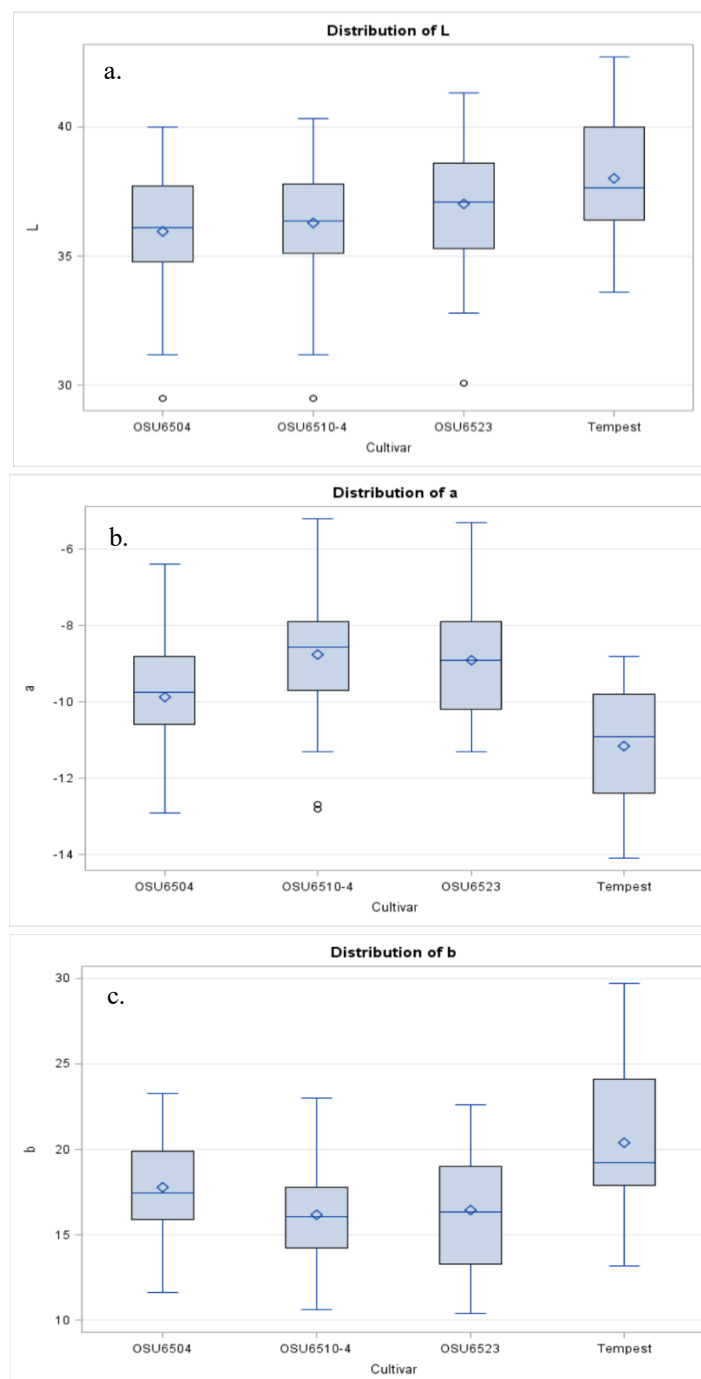 Distribution of L
a.
40
35
30
L
OSU6504 OSU6510-4 OSU6523 Tempest
Cultivar
Distribution of a
b.
-6
-8
-10
-12
-14
a
OSU6504 OSU6510-4 OSU6523 Tempest
Cultivar
Distribution of b
c.
30
25
20
15
10
b
OSU6504 OSU6510-4 OSU6523 Tempest
Cultivar